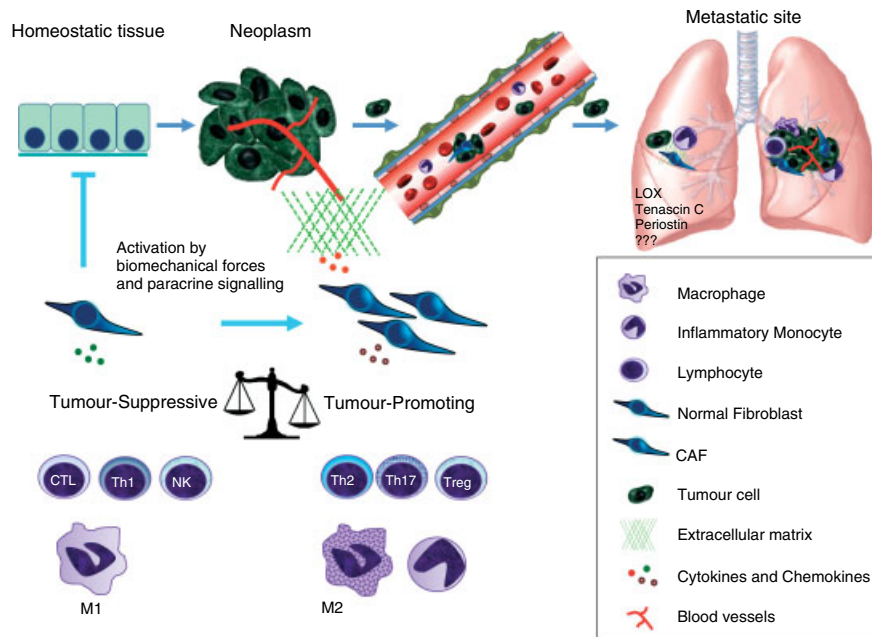 Homeostatic tissue
Neoplasm
Metastatic site
LOX
Tenascin C
Periostin
???
Activation by
biomechanical forces
and paracrine signalling
Tumour-Suppressive
Tumour-Promoting
CTL
Th1
NK
Th2
Th17
Treg
M1
M2
Macrophage
Inflammatory Monocyte
Lymphocyte
Normal Fibroblast
CAF
Tumour cell
Extracellular matrix
Cytokines and Chemokines
Blood vessels